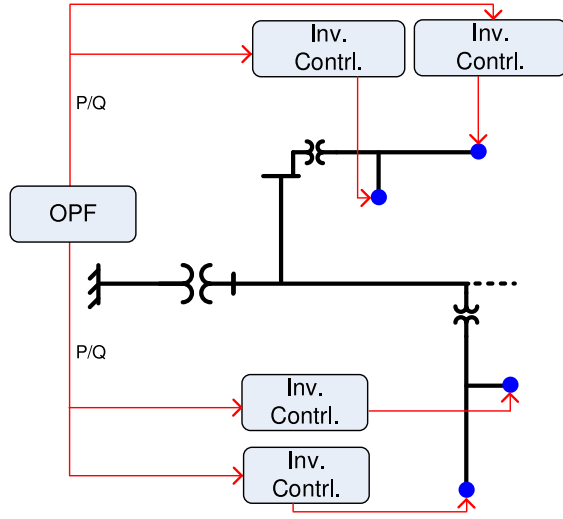 Inv.
Contrl.
Inv.
Contrl.
P/Q
OPF
P/Q
Inv.
Contrl.
Inv.
Contrl.